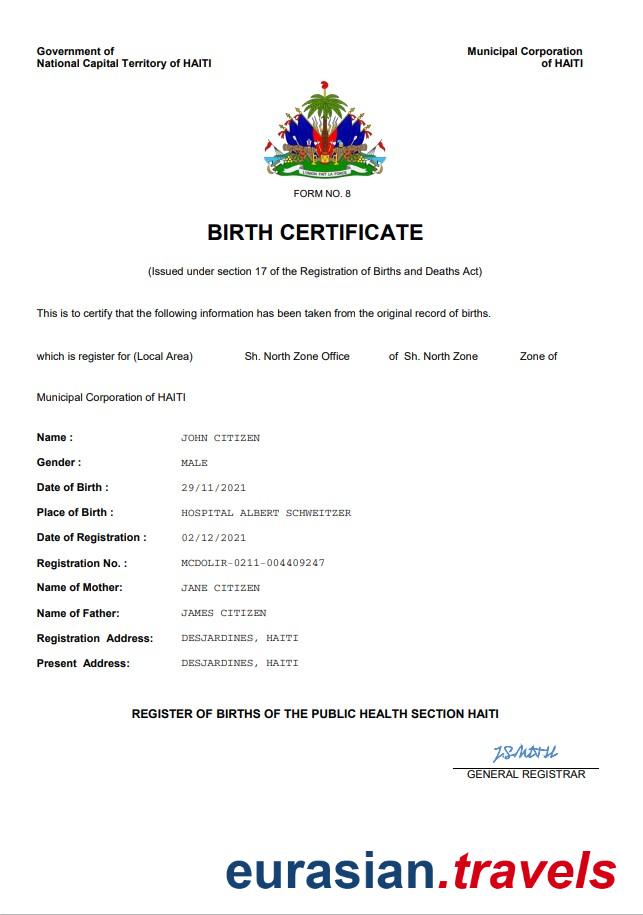 Government of Municipal Corporation
National Capital Territory of HAITI of HAITI
L'UNION FAIT LA FORCE
FORM NO. 8
BIRTH CERTIFICATE
(Issued under section 17 of the Registration of Births and Deaths Act)
This is to certify that the following information has been taken from the original record of births.
which is register for (Local Area) Sh. North Zone Office of Sh. North Zone Zone of
Municipal Corporation of HAITI
Name : JOHN CITIZEN
Gender : MALE
Date of Birth : 29/11/2021
Place of Birth : HOSPITAL ALBERT SCHWEITZER
Date of Registration : 02/12/2021
Registration No. : MCDOLIR-0211-004409247
Name of Mother: JANE CITIZEN
Name of Father: JAMES CITIZEN
Registration Address: DESJARDINES, HAITI
Present Address: DESJARDINES, HAITI
REGISTER OF BIRTHS OF THE PUBLIC HEALTH SECTION HAITI
GENERAL REGISTRAR
eurasian.travels